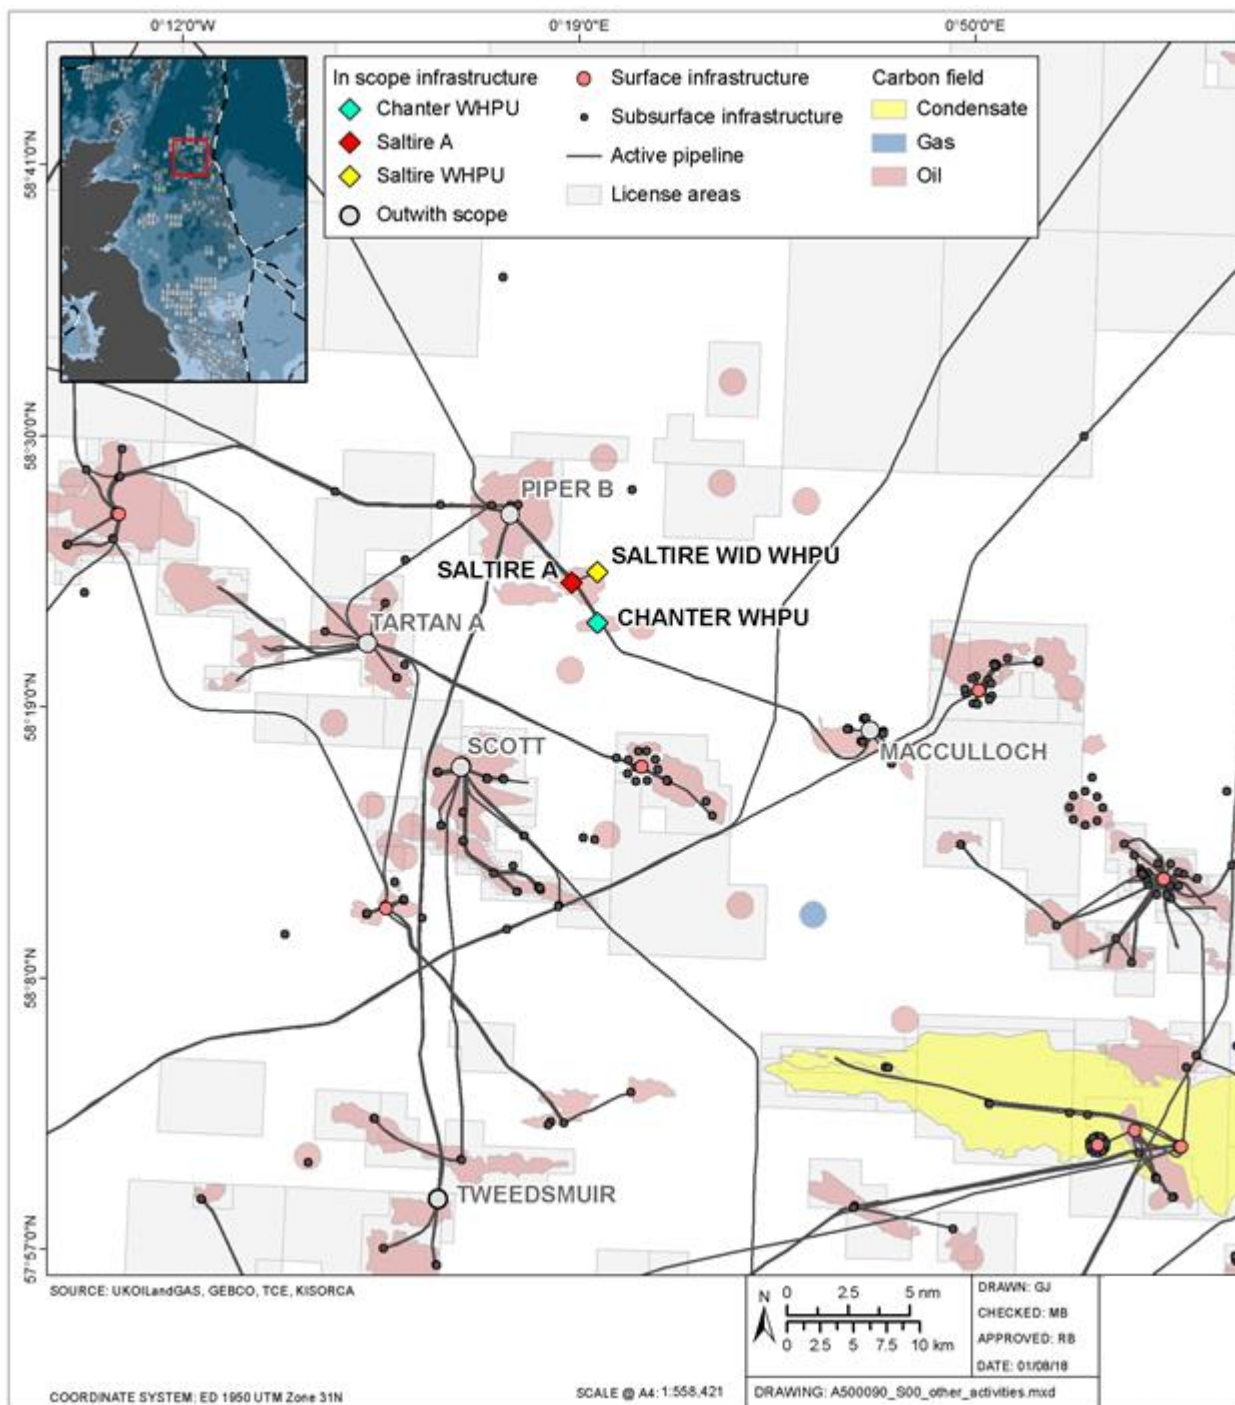 0°12'0"W
0°19'0"E
0°50'0"E
In scope infrastructure
Chanter WHPU
Saltire A
Saltire WHPU
Outwith scope
Surface infrastructure
Subsurface infrastructure
Active pipeline
License areas
Carbon field
Condensate
Gas
Oil
58°41'0"N
58°30'0"N
58°19'0"N
58°8'0"N
57°57'0"N
PIPER B
SALTIRE WID WHPU
SALTIRE A
CHANTER WHPU
TARTAN A
SCOTT
MACCULLOCH
TWEEDSMUIR
SOURCE: UKOILandGAS, GEBCO, TCE, KISORCA
COORDINATE SYSTEM: ED 1950 UTM Zone 31N
SCALE @ A4: 1:558,421
N
0 2.5 5 nm
0 2.5 5 7.5 10 km
DRAWN: GJ
CHECKED: MB
APPROVED: RB
DATE: 01/08/18
DRAWING: A500090_S00_other_activities.mxd